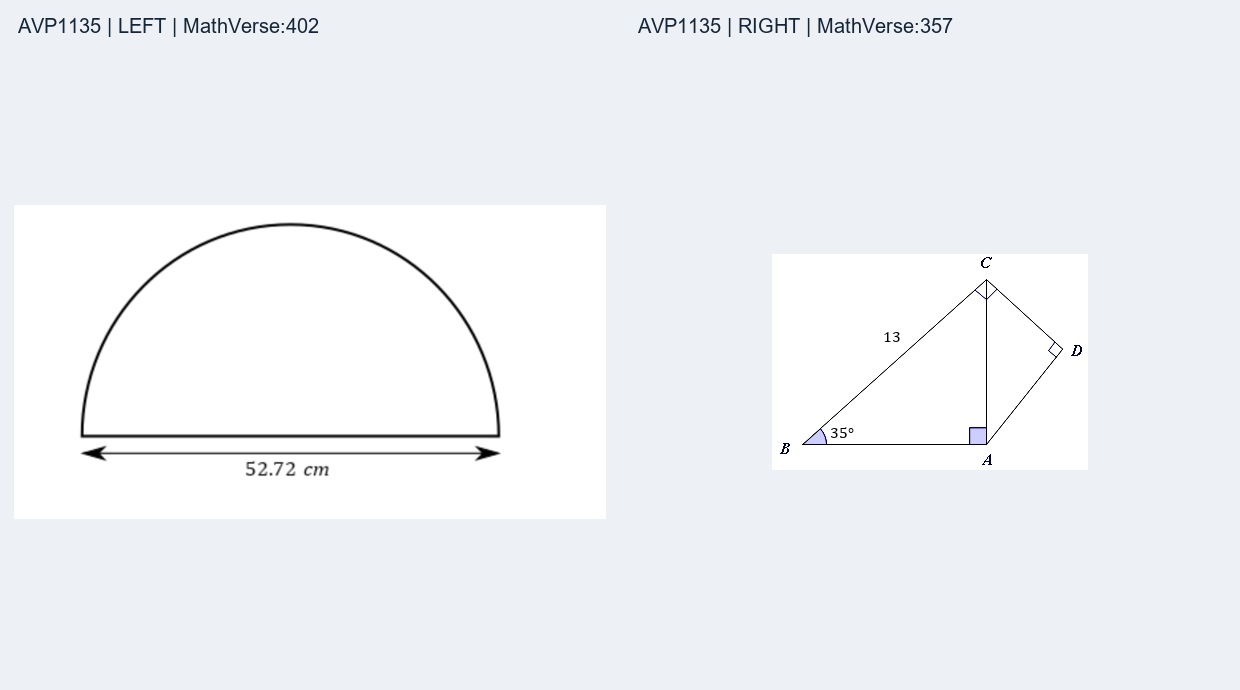 AVP1135 | LEFT | MathVerse:402
AVP1135 | RIGHT | MathVerse:357
52.72 cm
C
13
D
35°
B
A